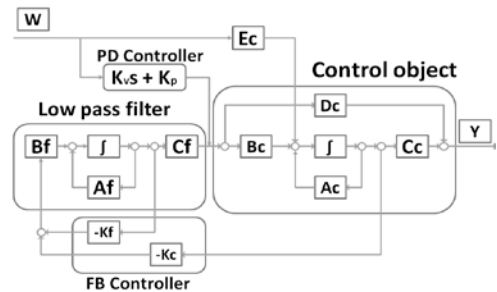 W
Ec
PD Controller
Kvs + Kp
Control object
Dc
Low pass filter
Bf
∫
Cf
Bc
∫
Cc
Y
Af
Ac
-Kf
-Kc
FB Controller